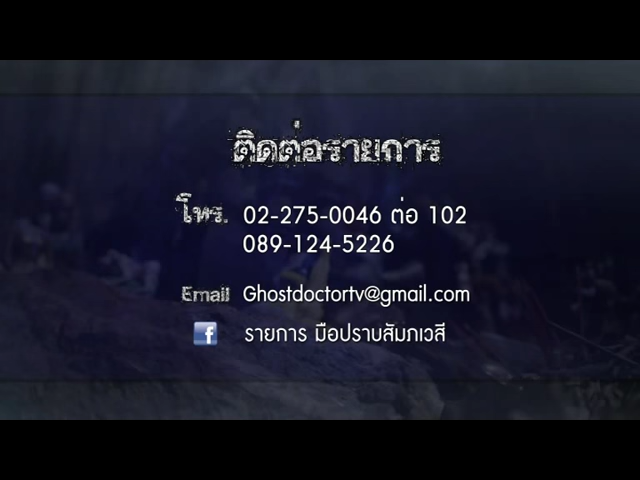 ติดต่อรายการ
โทร. 02-275-0046 ต่อ 102
089-124-5226
Email Ghostdoctortv@gmail.com
f รายการ มือปราบสัมภเวสี